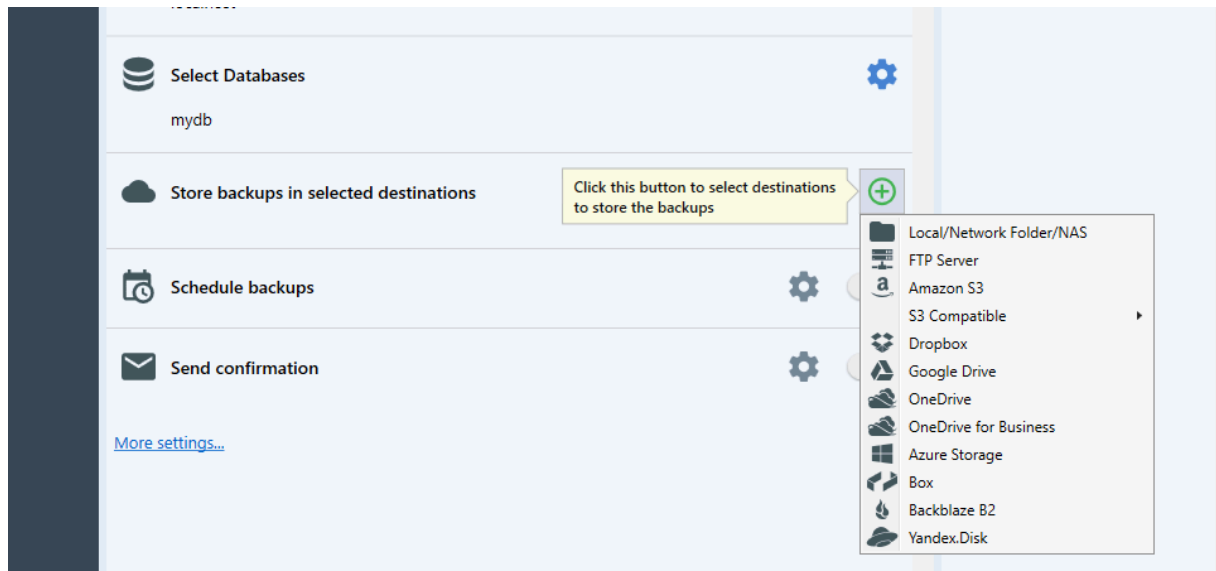 Select Databases
mydb
Store backups in selected destinations
Click this button to select destinations
to store the backups
Local/Network Folder/NAS
FTP Server
Amazon S3
S3 Compatible
Dropbox
Google Drive
OneDrive
OneDrive for Business
Azure Storage
Box
Backblaze B2
Yandex.Disk
Schedule backups
Send confirmation
More settings...